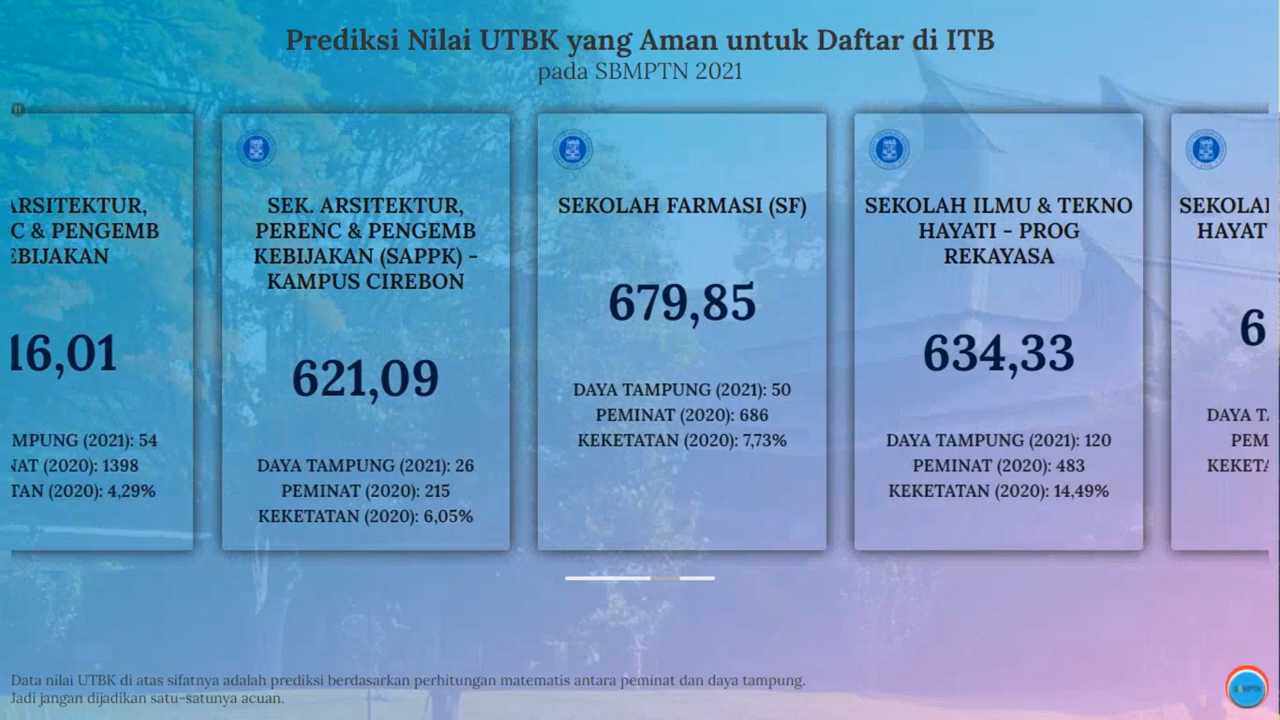 Prediksi Nilai UTBK yang Aman untuk Daftar di ITB
pada SBMPTN 2021
ARSITEKTUR,
C & PENGEMB
EBIJAKAN
16,01
MPUNG (2021): 54
AT (2020): 1398
TAN (2020): 4,29%
SEK. ARSITEKTUR,
PERENC & PENGEMB
KEBIJAKAN (SAPPK) -
KAMPUS CIREBON
621,09
DAYA TAMPUNG (2021): 26
PEMINAT (2020): 215
KEKETATAN (2020): 6,05%
SEKOLAH FARMASI (SF)
679,85
DAYA TAMPUNG (2021): 50
PEMINAT (2020): 686
KEKETATAN (2020): 7,73%
SEKOLAH ILMU & TEKNO
HAYATI - PROG
REKAYASA
634,33
DAYA TAMPUNG (2021): 120
PEMINAT (2020): 483
KEKETATAN (2020): 14,49%
SEKOLA
HAYAT
6
DAYA T
PEM
KEKETA
Data nilai UTBK di atas sifatnya adalah prediksi berdasarkan perhitungan matematis antara peminat dan daya tampung.
Jadi jangan dijadikan satu-satunya acuan.
SBMPTN